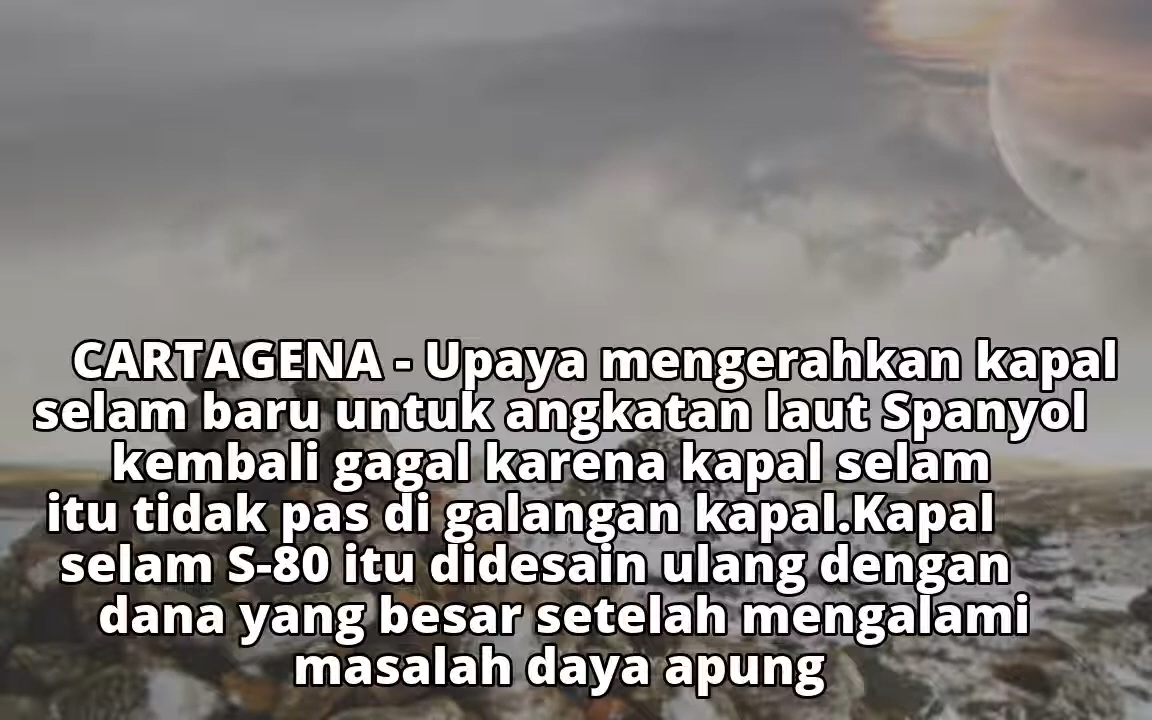 CARTAGENA - Upaya mengerahkan kapal
selam baru untuk angkatan laut Spanyol
kembali gagal karena kapal selam
itu tidak pas di galangan kapal.Kapal
selam S-80 itu didesain ulang dengan
dana yang besar setelah mengalami
masalah daya apung